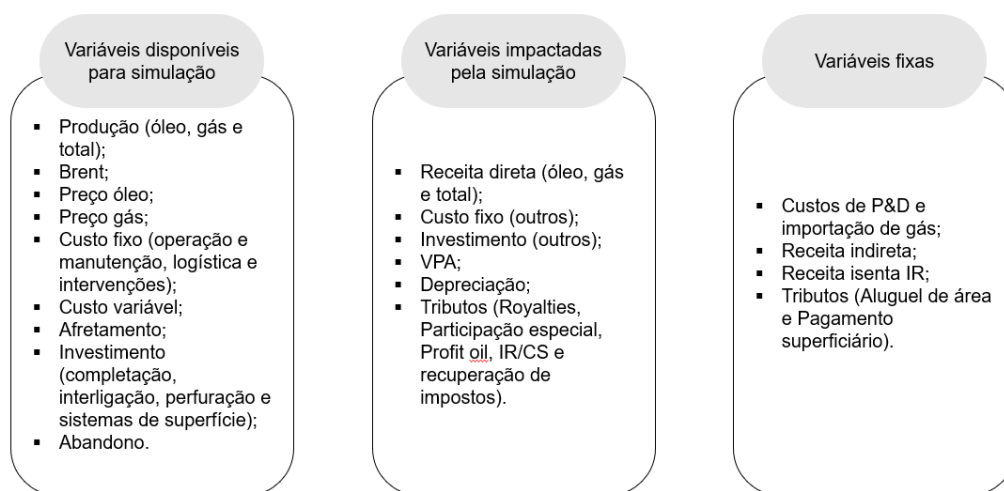 Variáveis disponíveis
para simulação
▪ Produção (óleo, gás e
total);
▪ Brent;
▪ Preço óleo;
▪ Preço gás;
▪ Custo fixo (operação e
manutenção, logística e
intervenções);
▪ Custo variável;
▪ Afretamento;
▪ Investimento
(completação,
interligação, perfuração e
sistemas de superfície);
▪ Abandono.
Variáveis impactadas
pela simulação
▪ Receita direta (óleo, gás
e total);
▪ Custo fixo (outros);
▪ Investimento (outros);
▪ VPA;
▪ Depreciação;
▪ Tributos (Royalties,
Participação especial,
Profit oil, IR/CS e
recuperação de
impostos).
Variáveis fixas
▪ Custos de P&D e
importação de gás;
▪ Receita indireta;
▪ Receita isenta IR;
▪ Tributos (Aluguel de área
e Pagamento
superficiário).